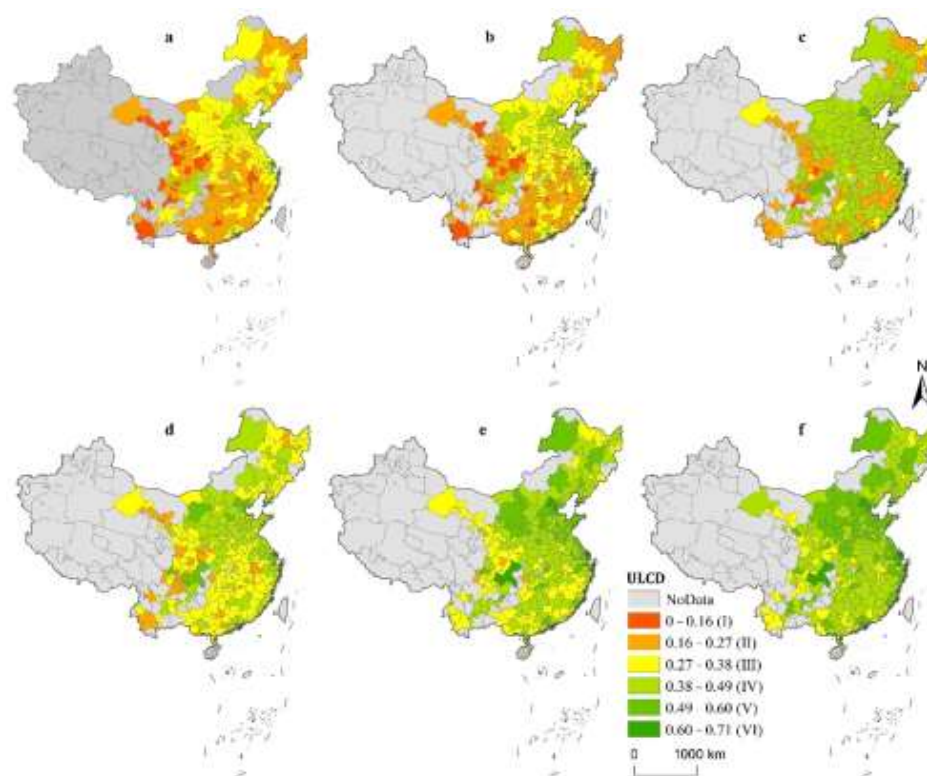 a
b
c
N
d
e
f
ULCD
NoData
0 – 0.16 (I)
0.16 – 0.27 (II)
0.27 – 0.38 (III)
0.38 – 0.49 (IV)
0.49 – 0.60 (V)
0.60 – 0.71 (VI)
0 1000 km